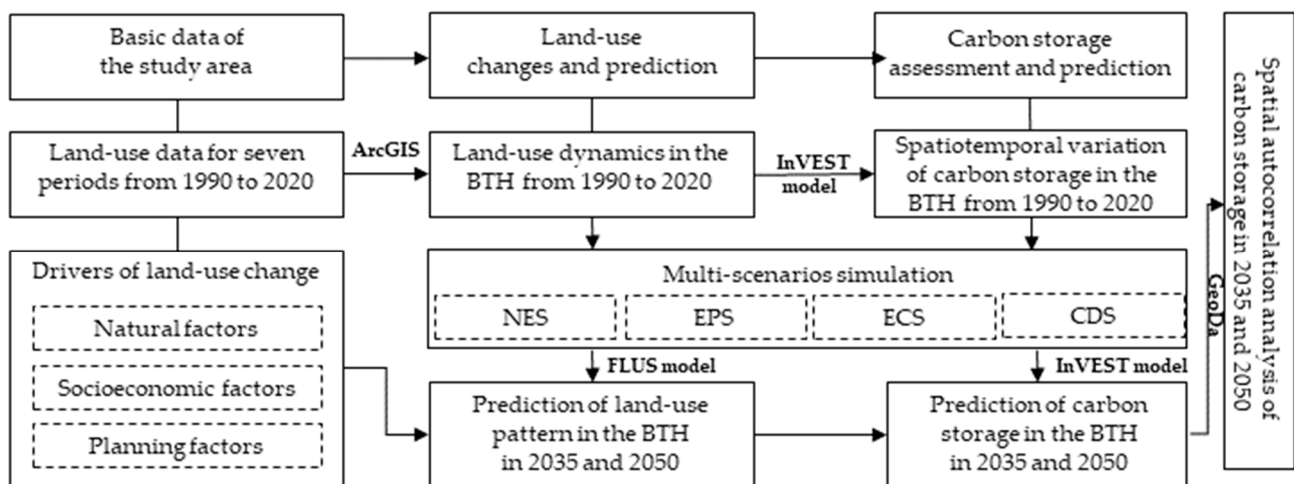 Basic data of
the study area
Land-use
changes and prediction
Carbon storage
assessment and prediction
Land-use data for seven
periods from 1990 to 2020
ArcGIS
Land-use dynamics in the
BTH from 1990 to 2020
InVEST
model
Spatiotemporal variation
of carbon storage in the
BTH from 1990 to 2020
Drivers of land-use change
Natural factors
Socioeconomic factors
Planning factors
Multi-scenarios simulation
NES
EPS
ECS
CDS
FLUS model
InVEST model
Prediction of land-use
pattern in the BTH
in 2035 and 2050
Prediction of carbon
storage in the BTH
in 2035 and 2050
GeoDa
Spatial autocorrelation analysis of
carbon storage in 2035 and 2050